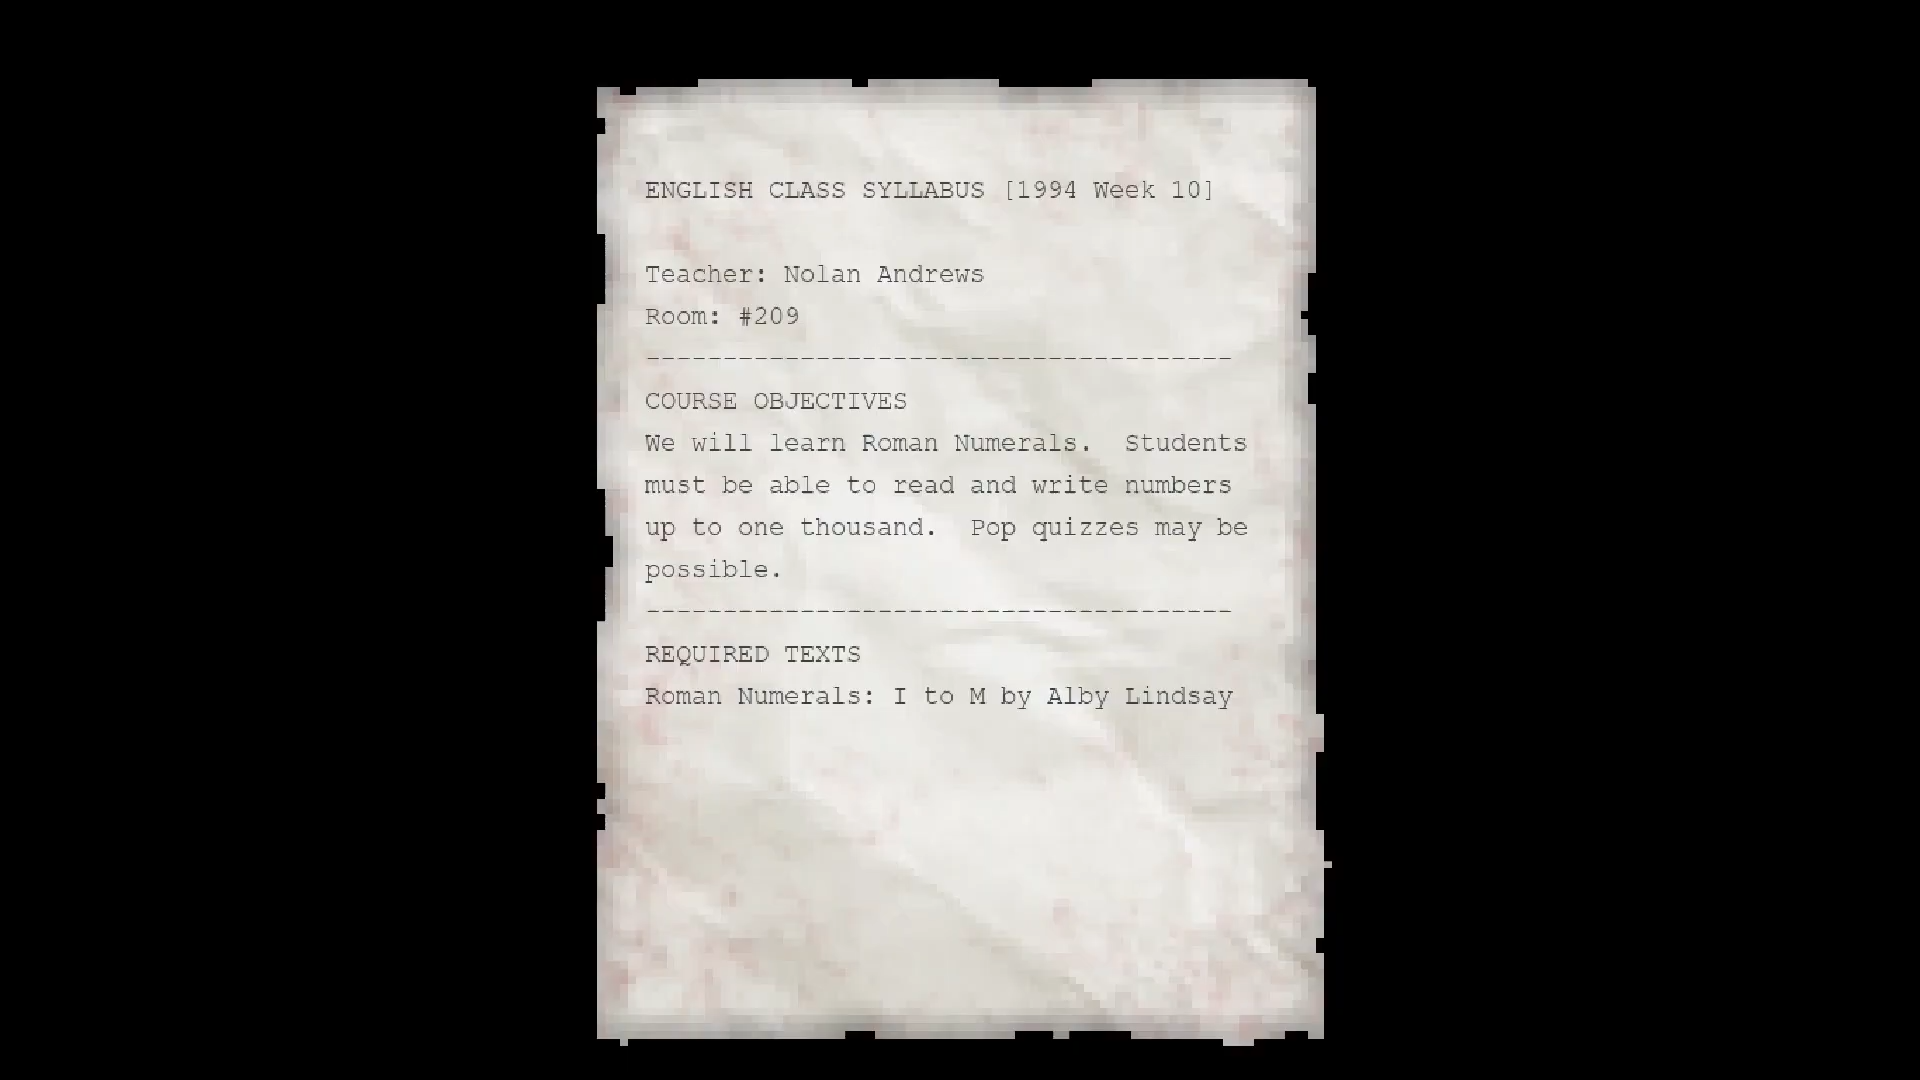 ENGLISH CLASS SYLLABUS [1994 Week 10]
Teacher: Nolan Andrews
Room: #209
--------------------------------------
COURSE OBJECTIVES
We will learn Roman Numerals.  Students
must be able to read and write numbers
up to one thousand.  Pop quizzes may be
possible.
--------------------------------------
REQUIRED TEXTS
Roman Numerals: I to M by Alby Lindsay